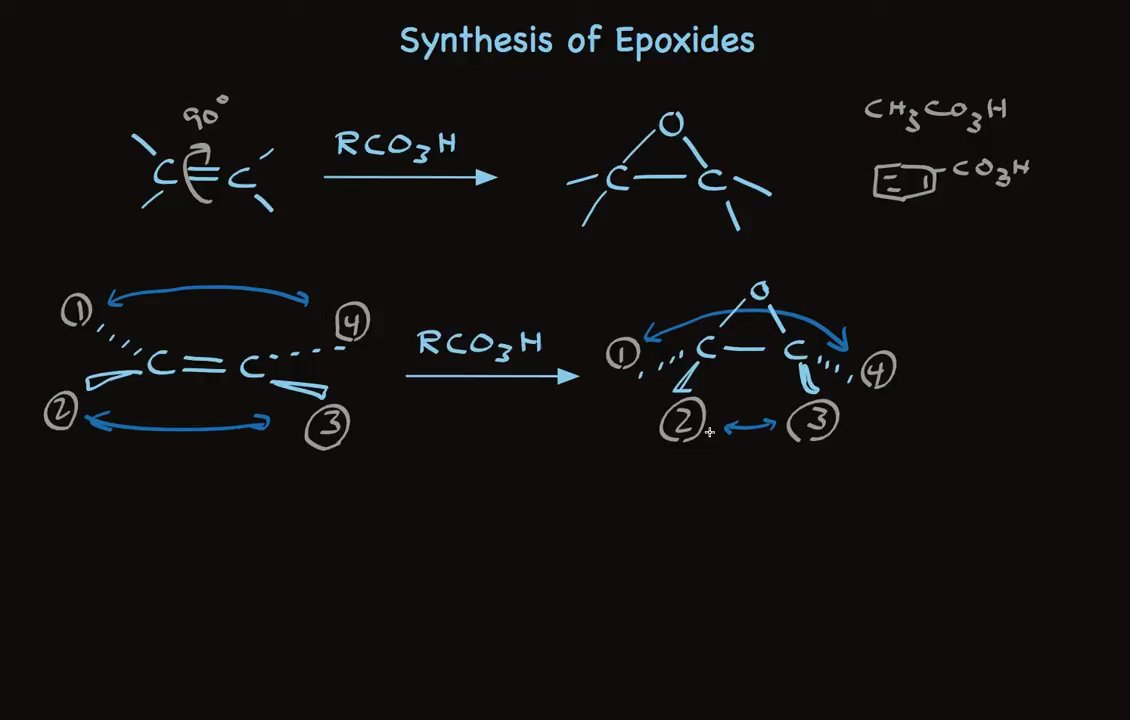 Synthesis of Epoxides
90°
C=C
RCO3H
O
C—C
CH3CO3H
CO3H
① ④
C=C
② ③
RCO3H
O
① C—C ④
② ③